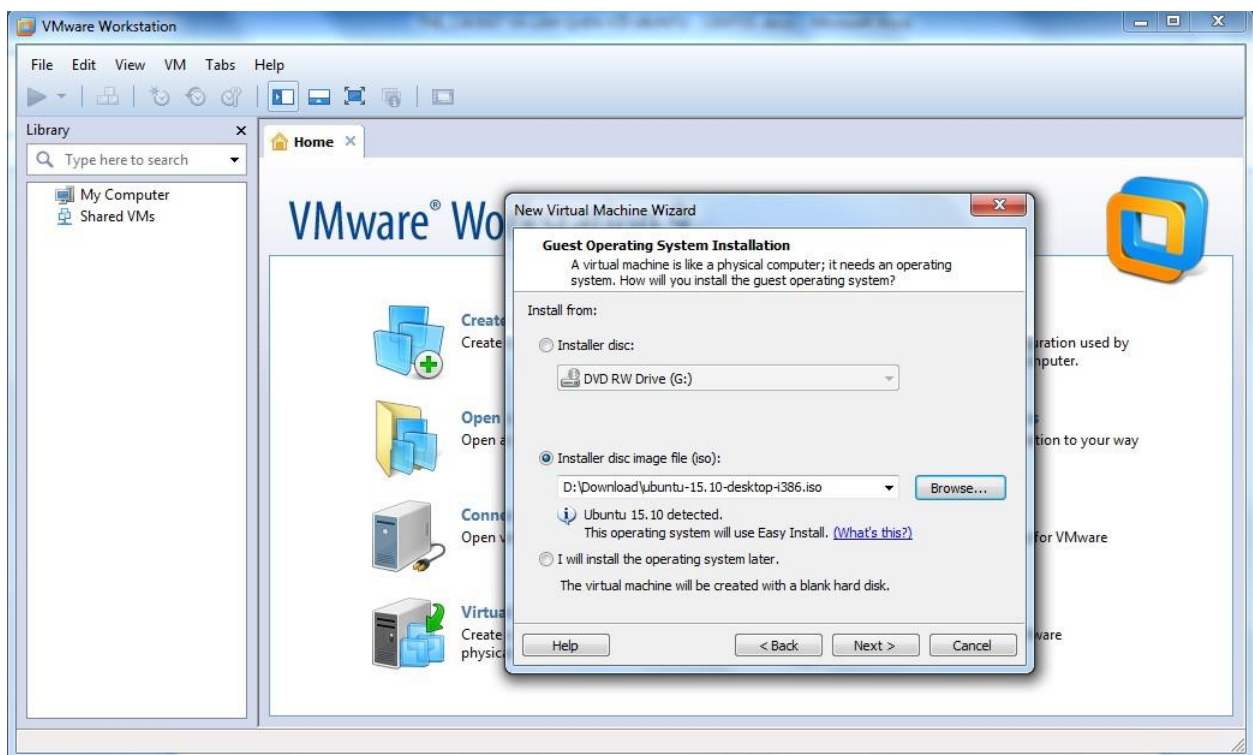 VMware Workstation
File Edit View VM Tabs Help
Library
Type here to search
My Computer
Shared VMs
Home
VMware® Wo
New Virtual Machine Wizard
Guest Operating System Installation
A virtual machine is like a physical computer; it needs an operating
system. How will you install the guest operating system?
Install from:
Installer disc:
DVD RW Drive (G:)
Installer disc image file (iso):
D:\Download\ubuntu-15.10-desktop-i386.iso
Browse...
Ubuntu 15.10 detected.
This operating system will use Easy Install. (What's this?)
I will install the operating system later.
The virtual machine will be created with a blank hard disk.
Help
< Back
Next >
Cancel
Create
Create
uration used by
nputer.
Open
Open a
s
tion to your way
Conne
Open v
for VMware
Virtua
Create
physic
ware